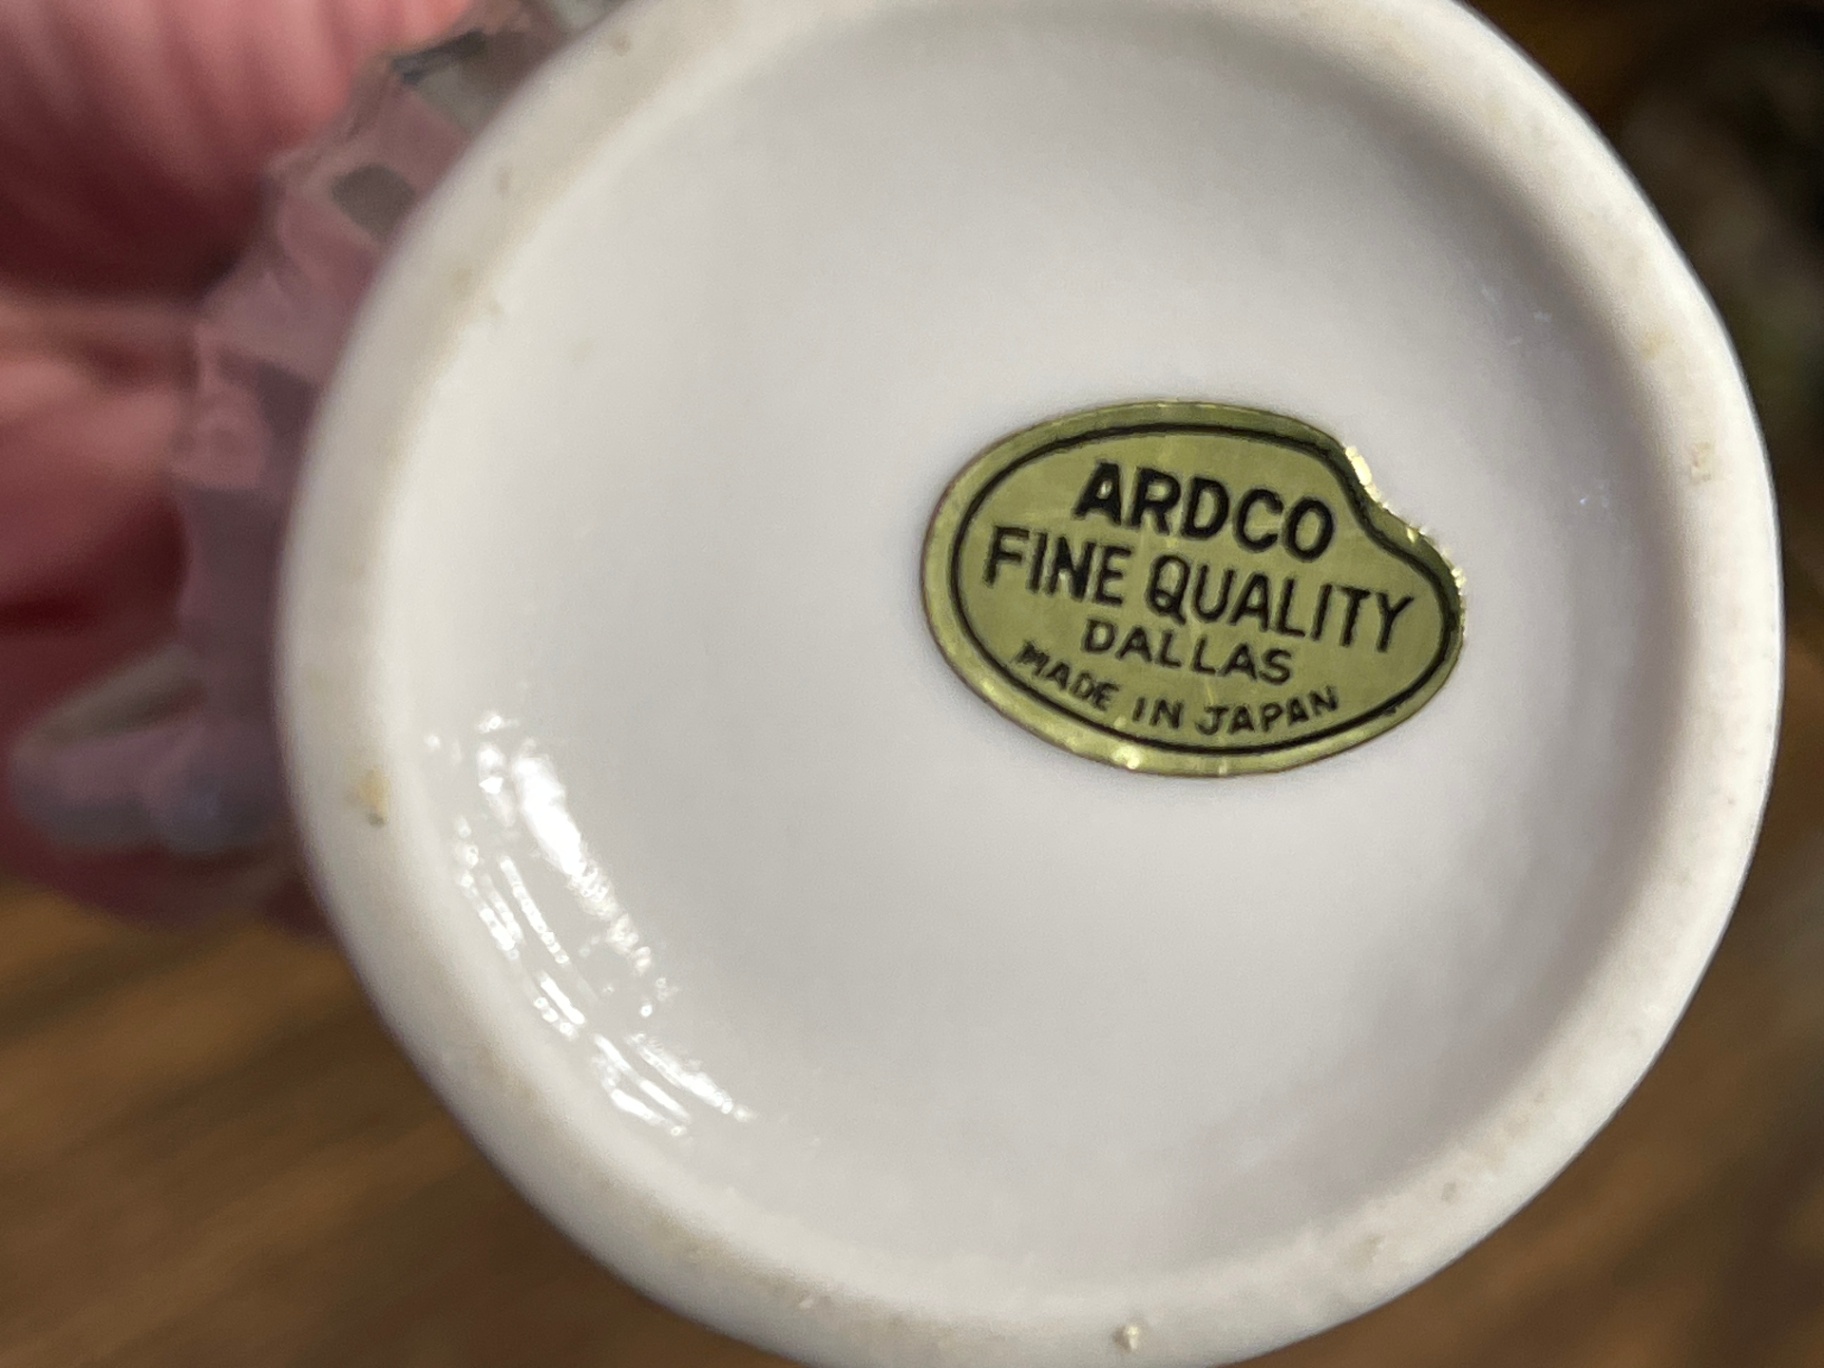 ARDCO
FINE QUALITY
DALLAS
MADE IN JAPAN